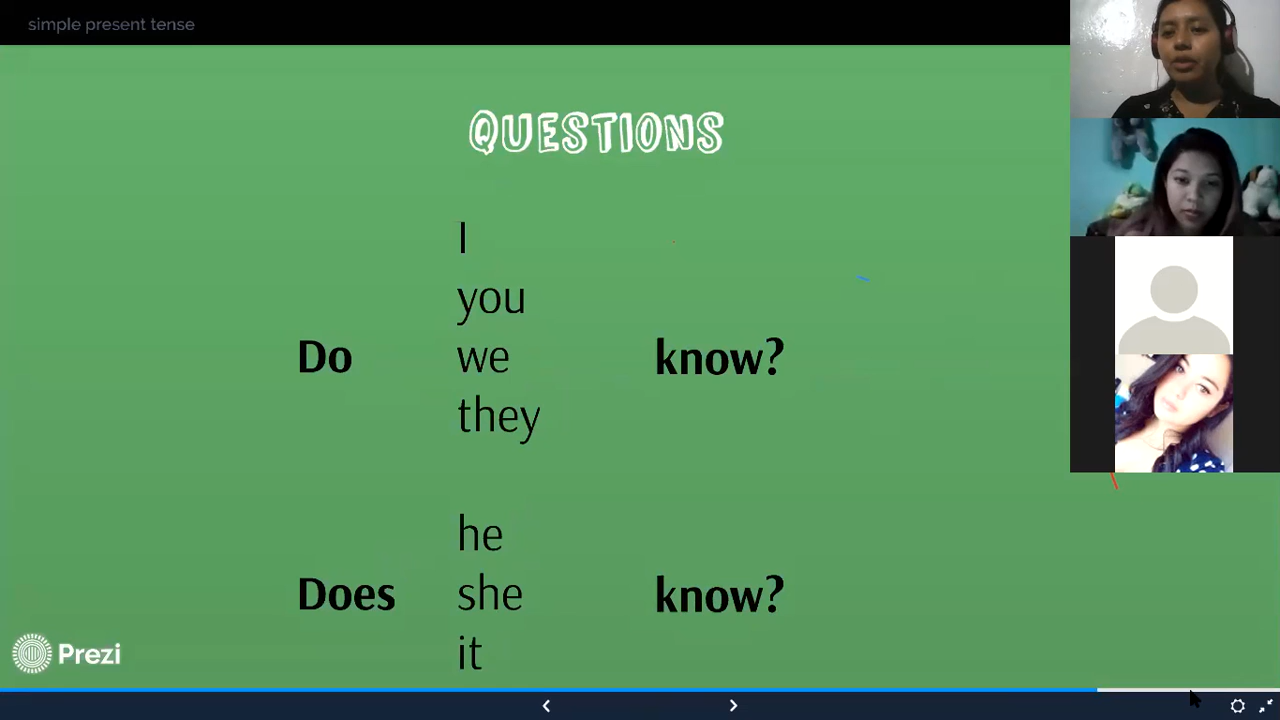 simple present tense
QUESTIONS
I
you
Do we know?
they
he
Does she know?
it
Prezi